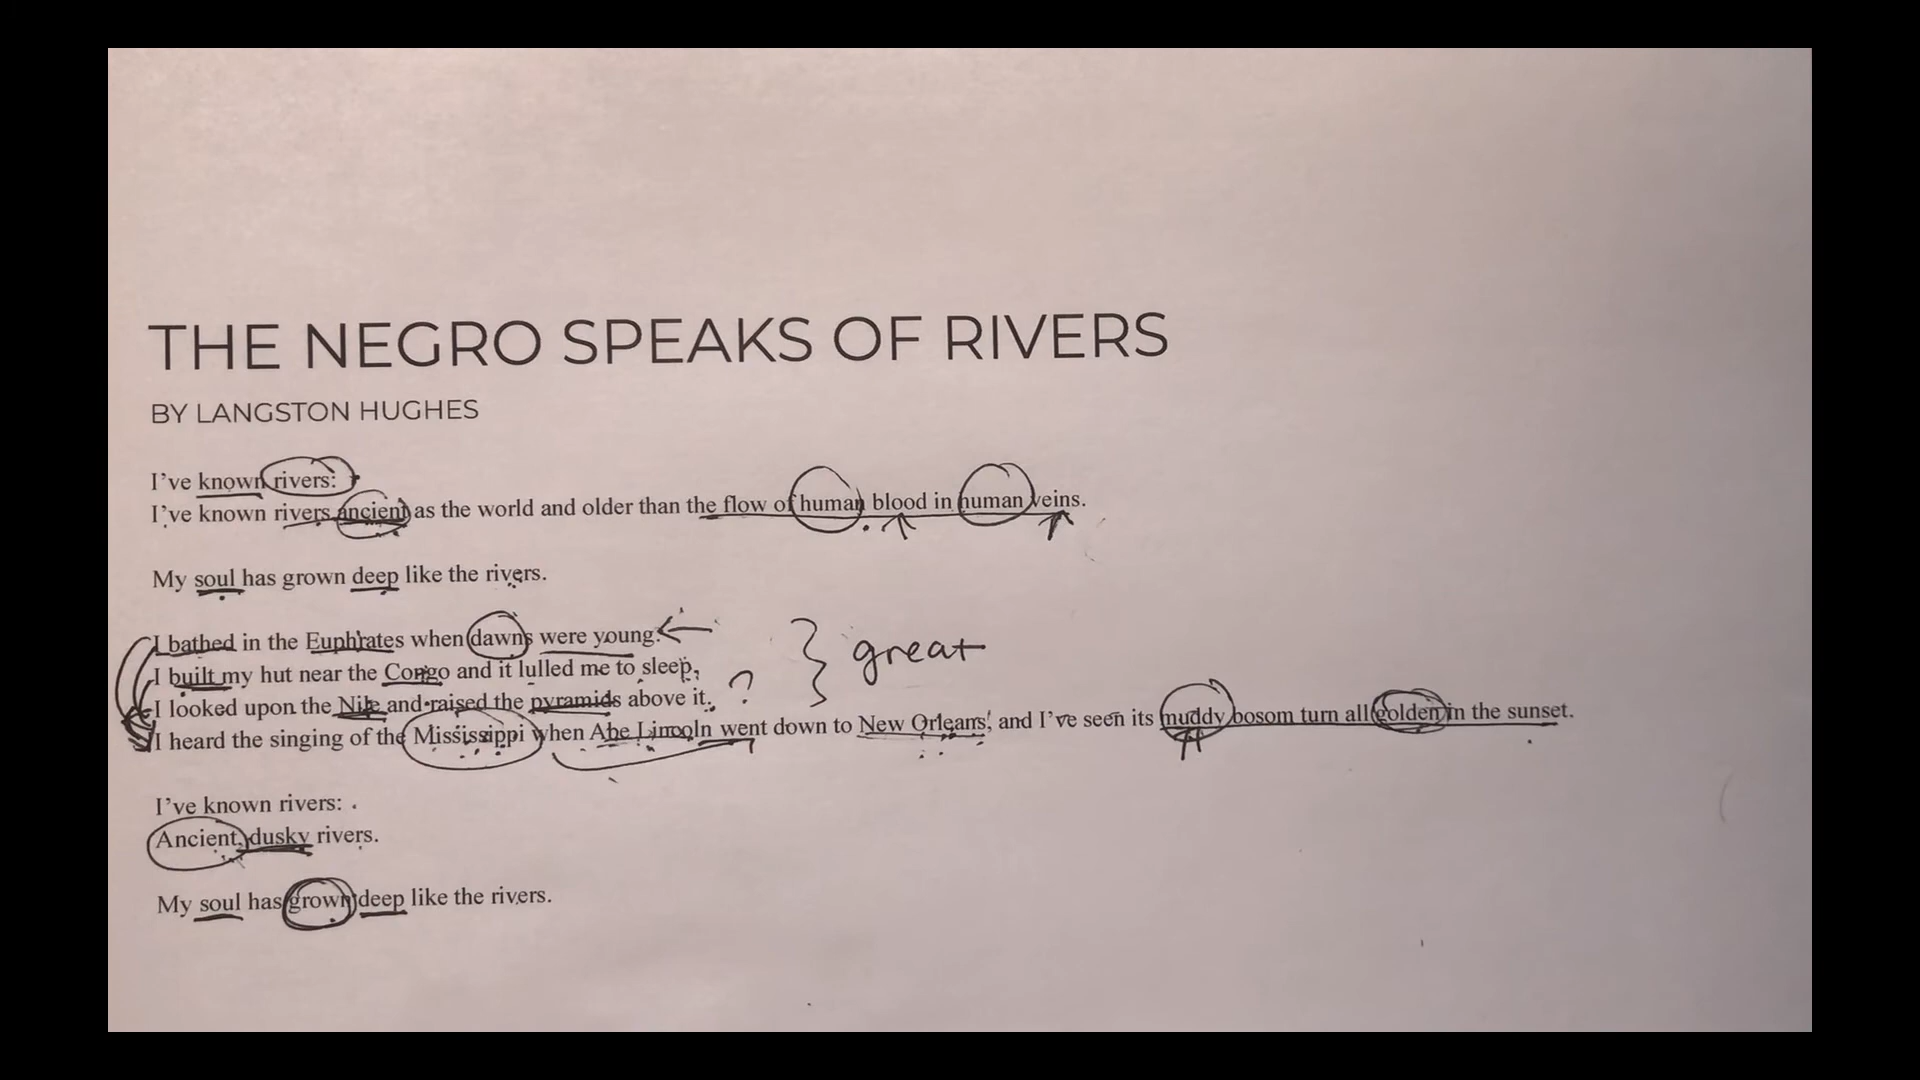 THE NEGRO SPEAKS OF RIVERS
BY LANGSTON HUGHES
I've known rivers:
I've known rivers ancient as the world and older than the flow of human blood in human veins.
My soul has grown deep like the rivers.
I bathed in the Euphrates when dawns were young.
I built my hut near the Congo and it lulled me to sleep,
I looked upon the Nile and raised the pyramids above it. ?
} great
I heard the singing of the Mississippi when Abe Lincoln went down to New Orleans, and I've seen its muddy bosom turn all golden in the sunset.
I've known rivers:
Ancient, dusky rivers.
My soul has grown deep like the rivers.